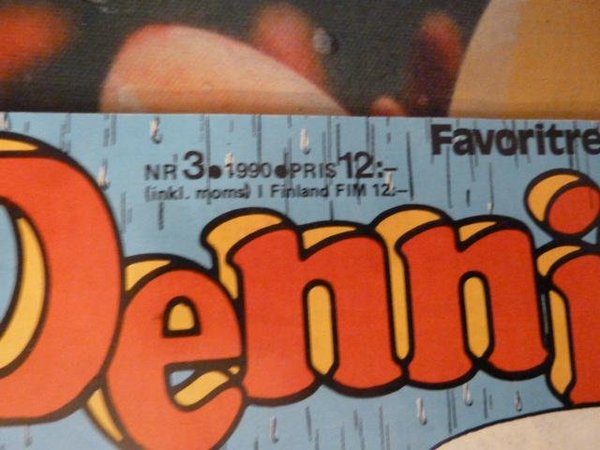 Favoritre
NR 3•1990•PRIS 12:-
(inkl. moms) I Finland FIM 12:-
Denni